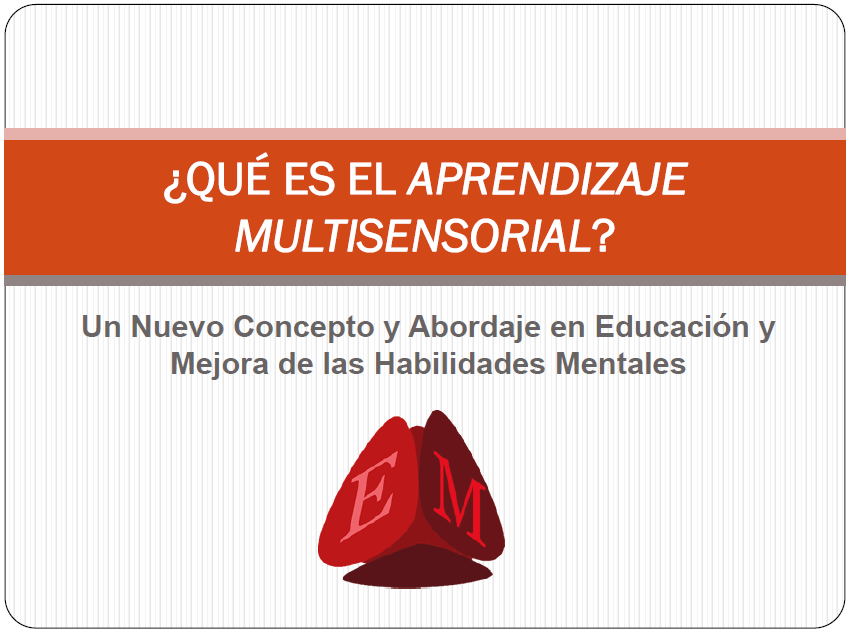 ¿QUÉ ES EL APRENDIZAJE
MULTISENSORIAL?
Un Nuevo Concepto y Abordaje en Educación y
Mejora de las Habilidades Mentales
E M